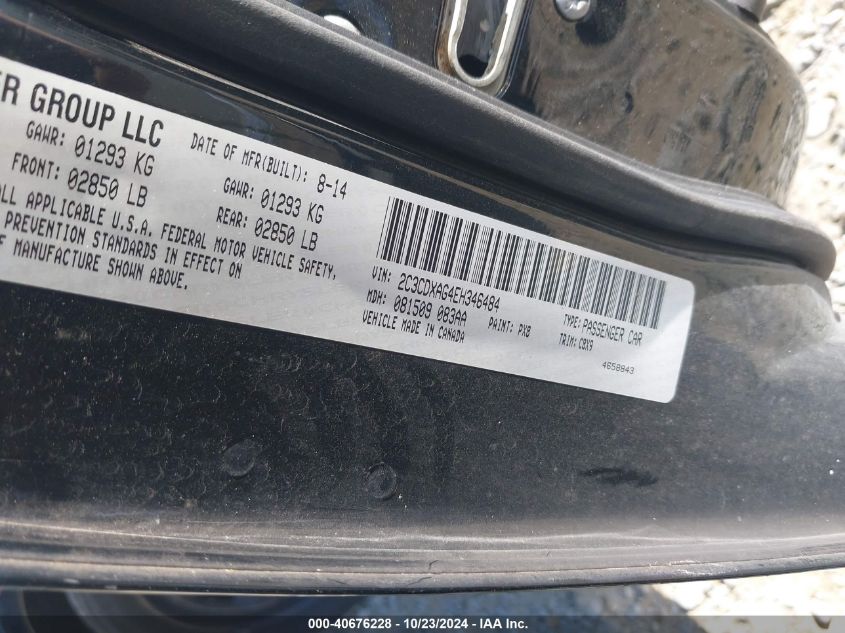 ER GROUP LLC
DATE OF MFR(BUILT): 8-14
GAWR: 01293 KG
GAWR: 01293 KG
FRONT: 02850 LB
REAR: 02850 LB
ALL APPLICABLE U.S.A. FEDERAL MOTOR VEHICLE SAFETY,
PREVENTION STANDARDS IN EFFECT ON
OF MANUFACTURE SHOWN ABOVE.
VIN: 2C3CDXAG4EH346484
TYPE: PASSENGER CAR
MDH: 081509 083AA
PAINT: PX8
TRIM: CBX9
VEHICLE MADE IN CANADA
4658843
000-40676228 - 10/23/2024 - IAA Inc.